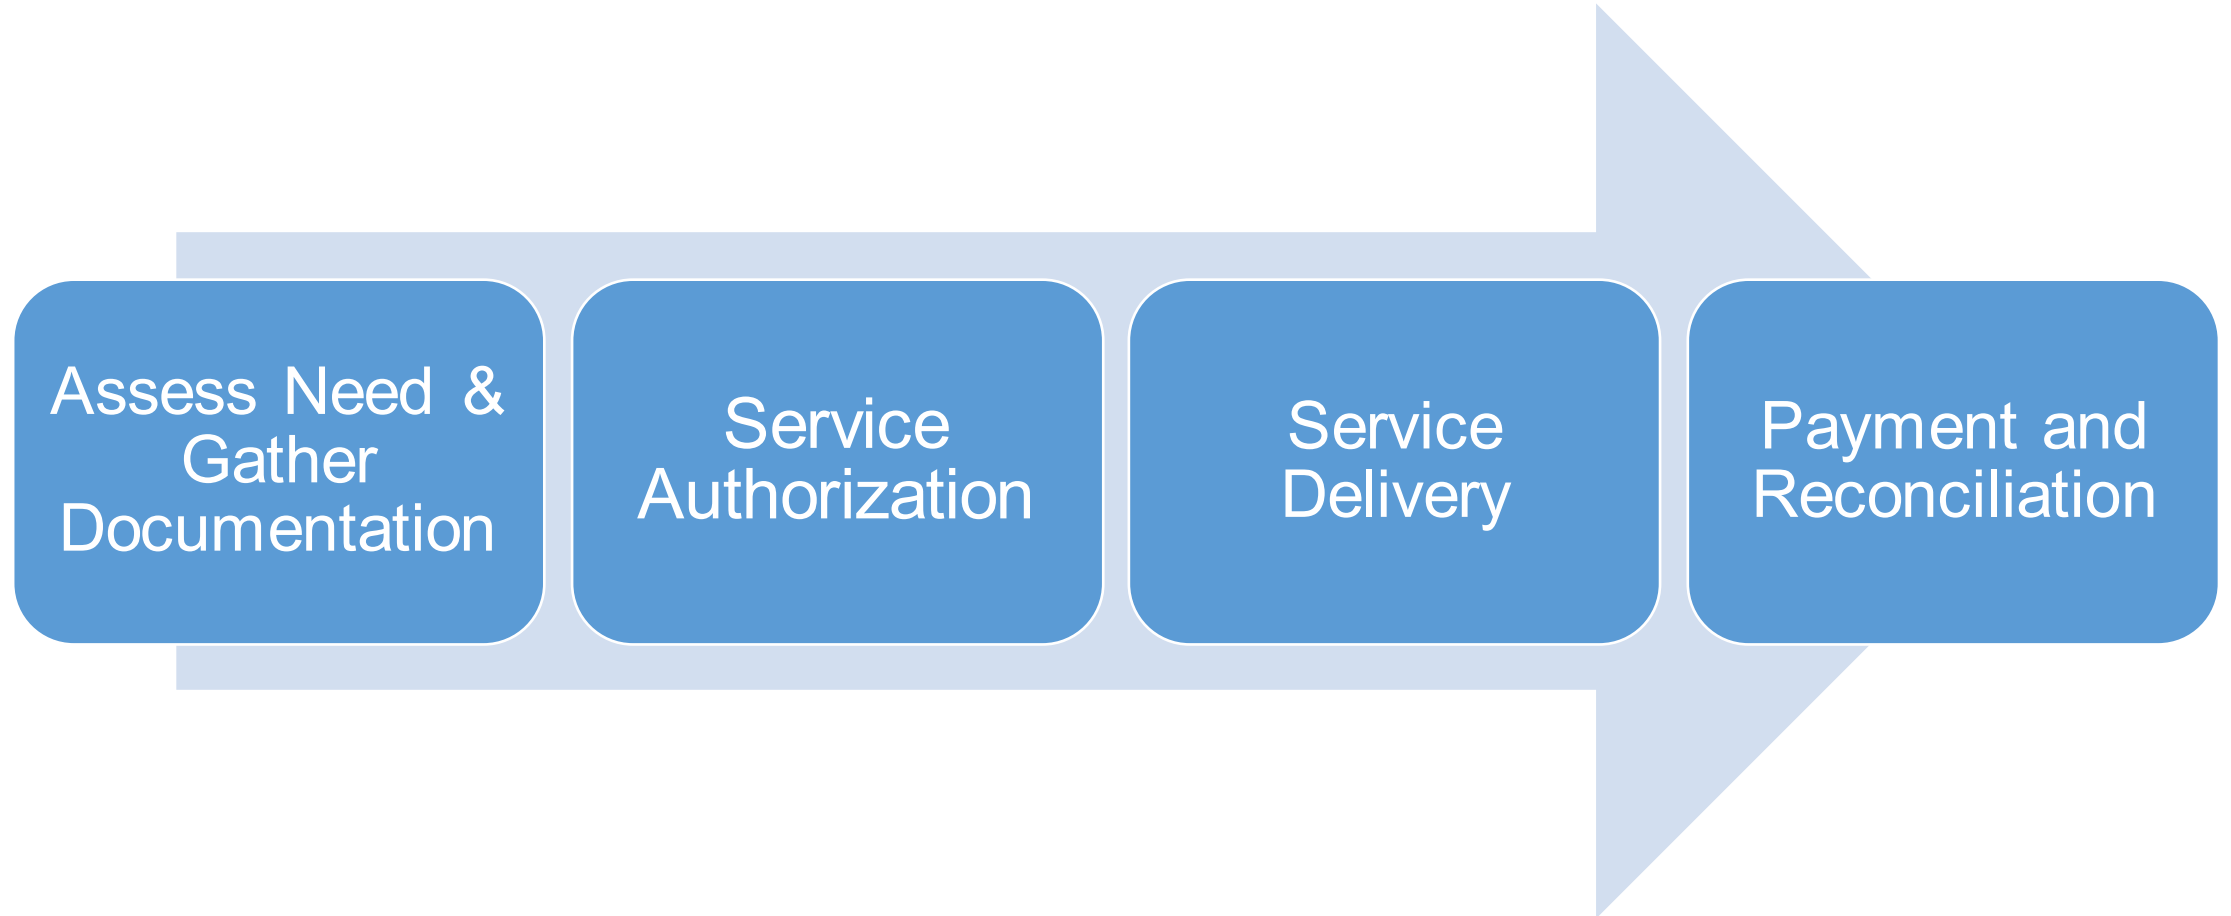 Assess Need &
Gather
Documentation
Service
Authorization
Service
Delivery
Payment and
Reconciliation